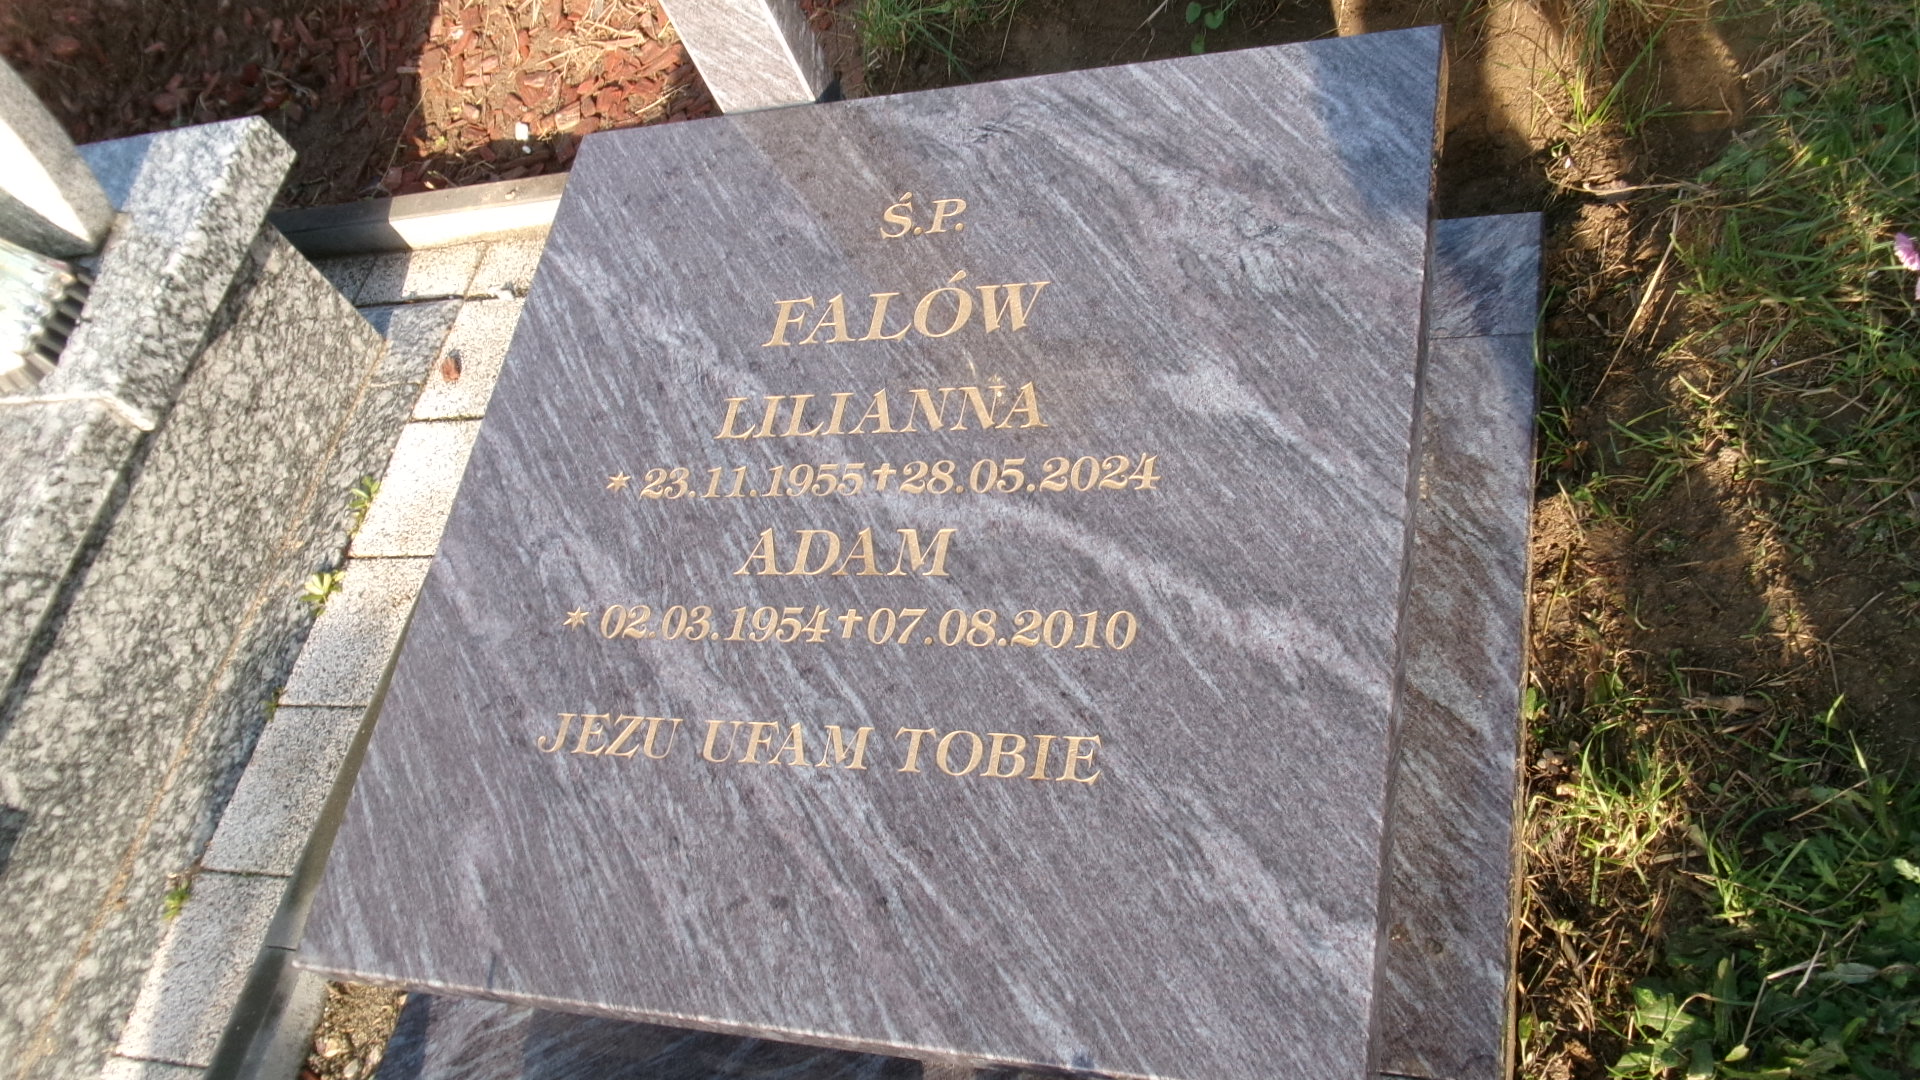 Ś.P.
FALÓW
LILIANNA
* 23.11.1955 ✝ 28.05.2024
ADAM
* 02.03.1954 ✝ 07.08.2010
JEZU UFAM TOBIE